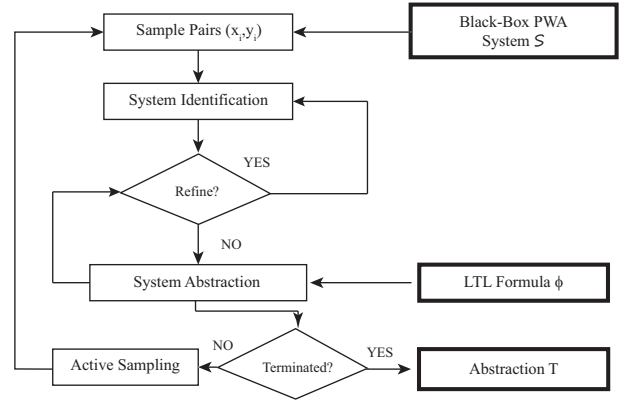 Sample Pairs (xᵢ,yᵢ)
Black-Box PWA
System S
System Identification
YES
Refine?
NO
System Abstraction
LTL Formula ϕ
NO
YES
Active Sampling
Terminated?
Abstraction T